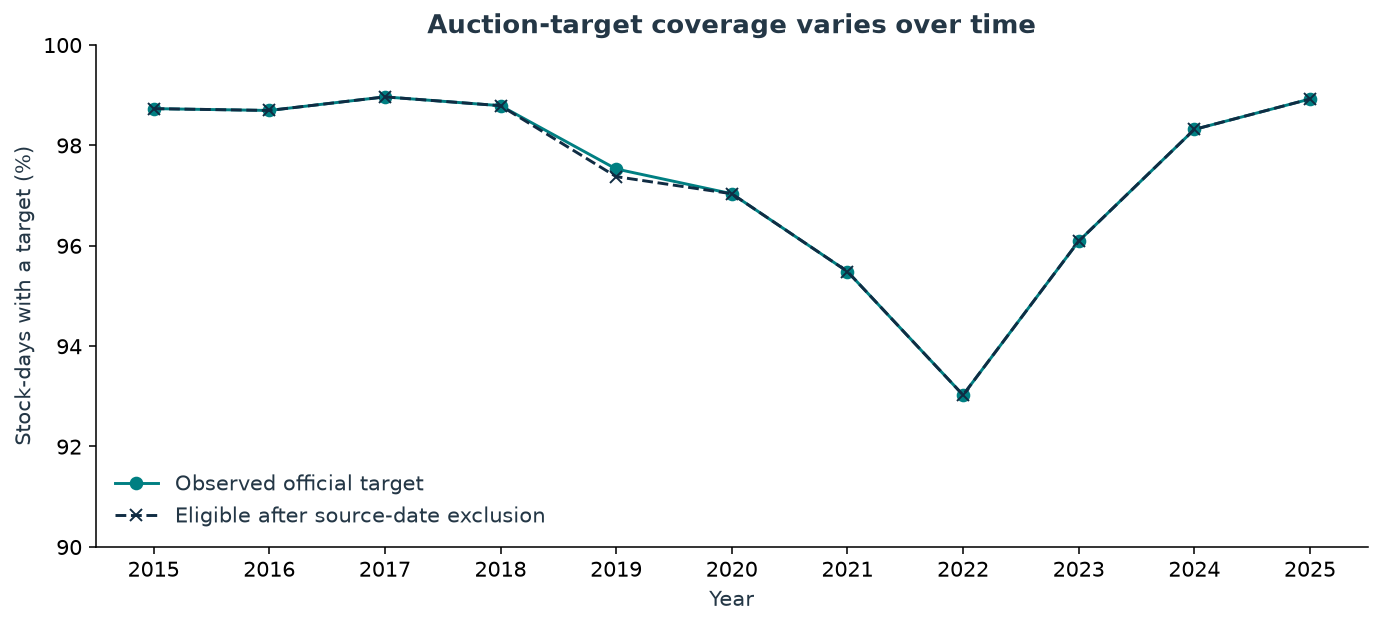 Auction-target coverage varies over time
Stock-days with a target (%)
100
98
96
94
92
90
Observed official target
Eligible after source-date exclusion
2015 2016 2017 2018 2019 2020 2021 2022 2023 2024 2025
Year